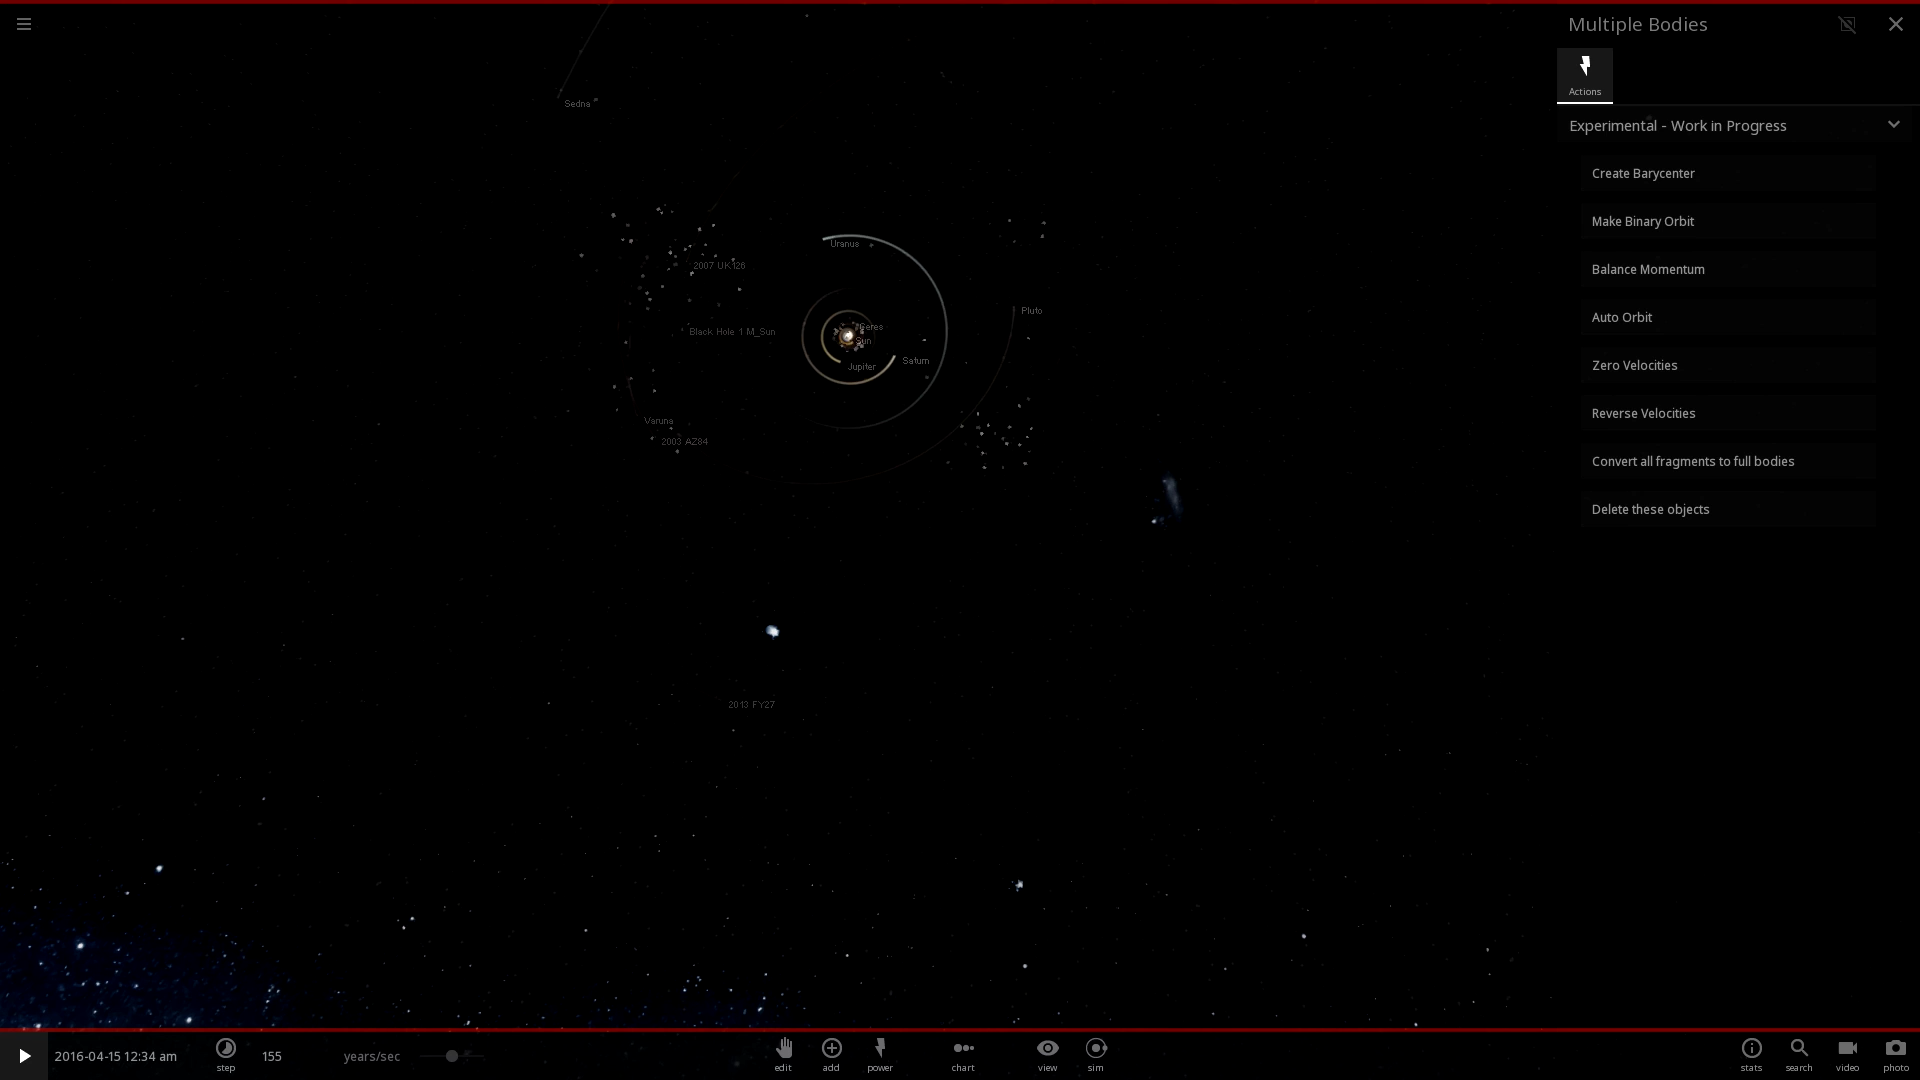 Multiple Bodies
Actions
Experimental - Work in Progress
Create Barycenter
Make Binary Orbit
Balance Momentum
Auto Orbit
Zero Velocities
Reverse Velocities
Convert all fragments to full bodies
Delete these objects
Sedna
Uranus
2007 UK126
Pluto
Black Hole 1 M_Sun
Ceres
Sun
Saturn
Jupiter
Varuna
2003 AZ84
2013 FY27
2016-04-15 12:34 am
step
155
years/sec
edit
add
power
chart
view
sim
stats
search
video
photo